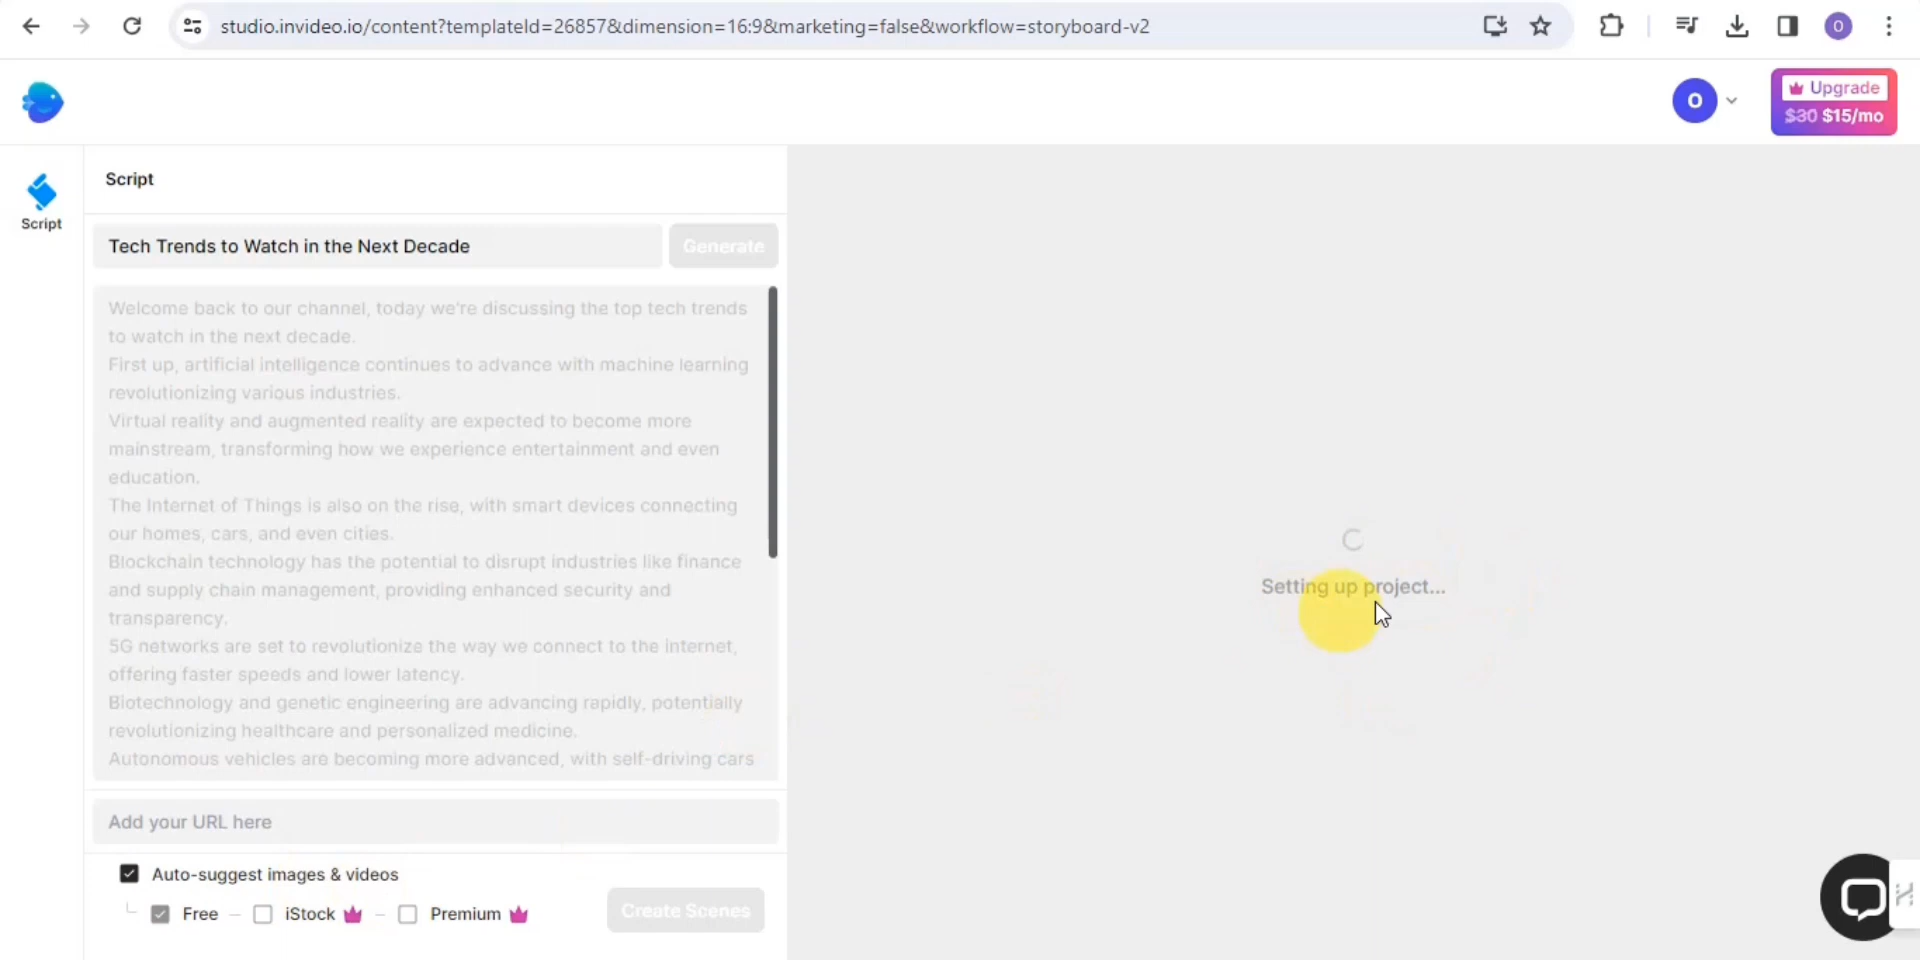 studio.invideo.io/content?templateId=26857&dimension=16:9&marketing=false&workflow=storyboard-v2
O
O
Upgrade
$30 $15/mo
Script
Script
Tech Trends to Watch in the Next Decade
Generate
Welcome back to our channel, today we're discussing the top tech trends
to watch in the next decade.
First up, artificial intelligence continues to advance with machine learning
revolutionizing various industries.
Virtual reality and augmented reality are expected to become more
mainstream, transforming how we experience entertainment and even
education.
The Internet of Things is also on the rise, with smart devices connecting
our homes, cars, and even cities.
Blockchain technology has the potential to disrupt industries like finance
and supply chain management, providing enhanced security and
transparency.
5G networks are set to revolutionize the way we connect to the internet,
offering faster speeds and lower latency.
Biotechnology and genetic engineering are advancing rapidly, potentially
revolutionizing healthcare and personalized medicine.
Autonomous vehicles are becoming more advanced, with self-driving cars
Setting up project...
Add your URL here
Auto-suggest images & videos
Free
iStock
Premium
Create Scenes